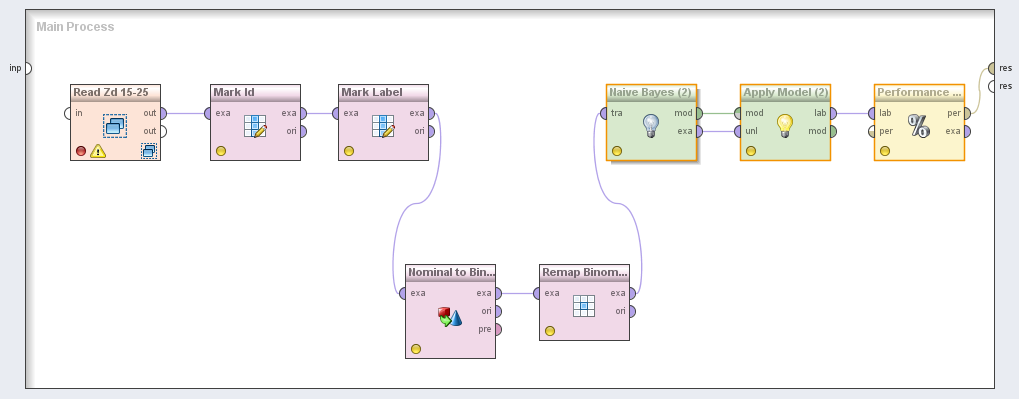 Main Process
inp
res
res
Read Zd 15-25
in
out
out
Mark Id
exa
exa
ori
Mark Label
exa
exa
ori
Naive Bayes (2)
tra
mod
exa
Apply Model (2)
mod
lab
unl
mod
Performance ...
lab
per
per
exa
%
Nominal to Bin...
exa
exa
ori
pre
Remap Binom...
exa
exa
ori